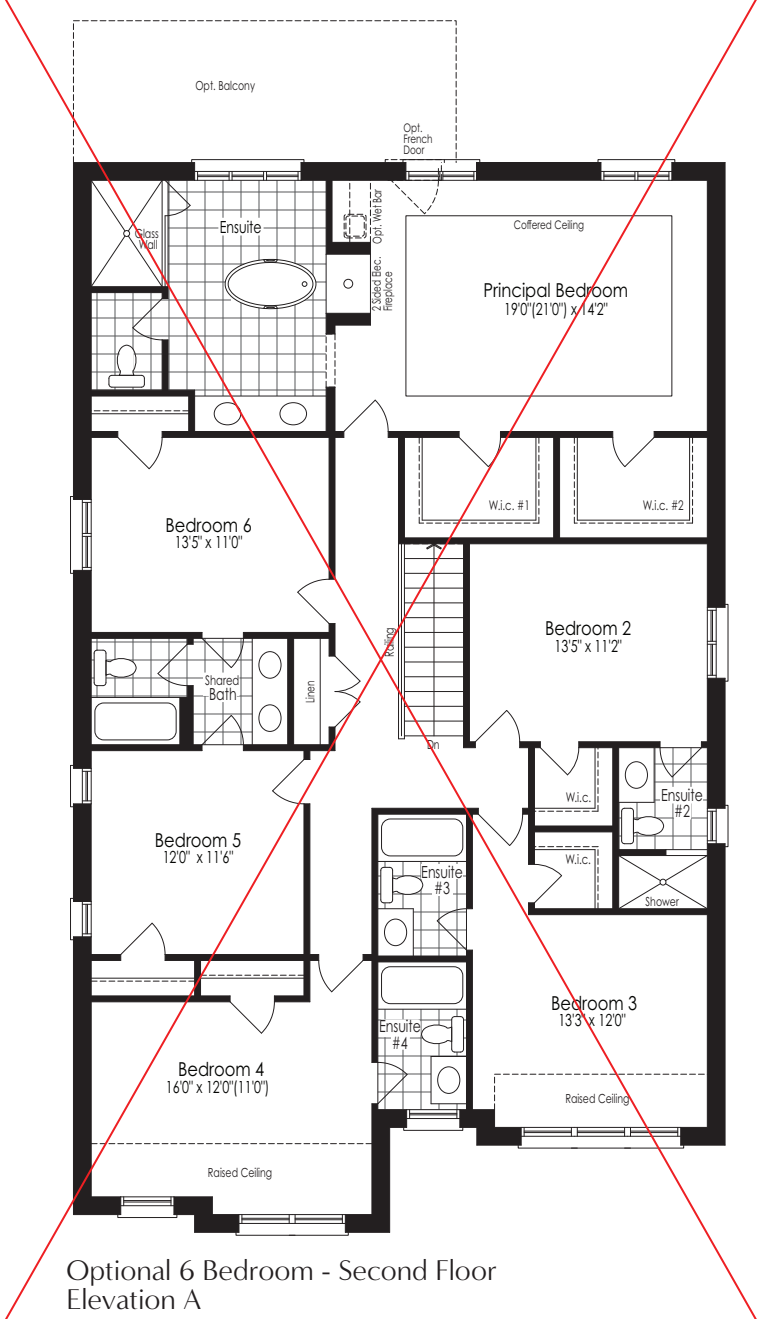 Opt. Balcony
Opt.
French
Door
Glass
Wall
Ensuite
Opt. Wet Bar
2 Sided Eec.
Fireplace
Coffered Ceiling
Principal Bedroom
19'0"(21'0") x 14'2"
W.i.c. #1
W.i.c. #2
Bedroom 6
13'5" x 11'0"
Railing
Bedroom 2
13'5" x 11'2"
Shared
Bath
Linen
Dn
W.i.c.
Ensuite
#2
Bedroom 5
12'0" x 11'6"
W.i.c.
Ensuite
#3
Shower
Bedroom 3
13'3" x 12'0"
Ensuite
#4
Bedroom 4
16'0" x 12'0"(11'0")
Raised Ceiling
Raised Ceiling
Optional 6 Bedroom - Second Floor
Elevation A